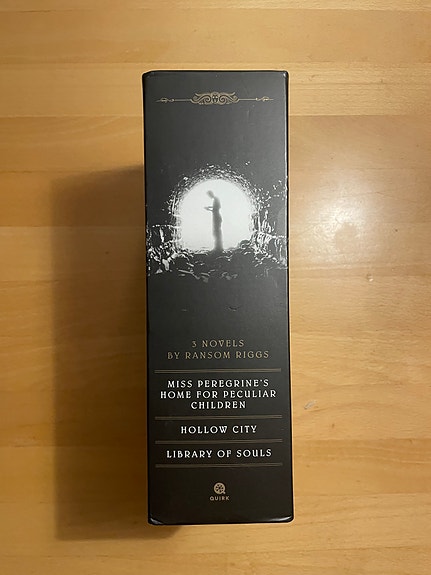 3 NOVELS
BY RANSOM RIGGS
MISS PEREGRINE'S
HOME FOR PECULIAR
CHILDREN
HOLLOW CITY
LIBRARY OF SOULS
QUIRK